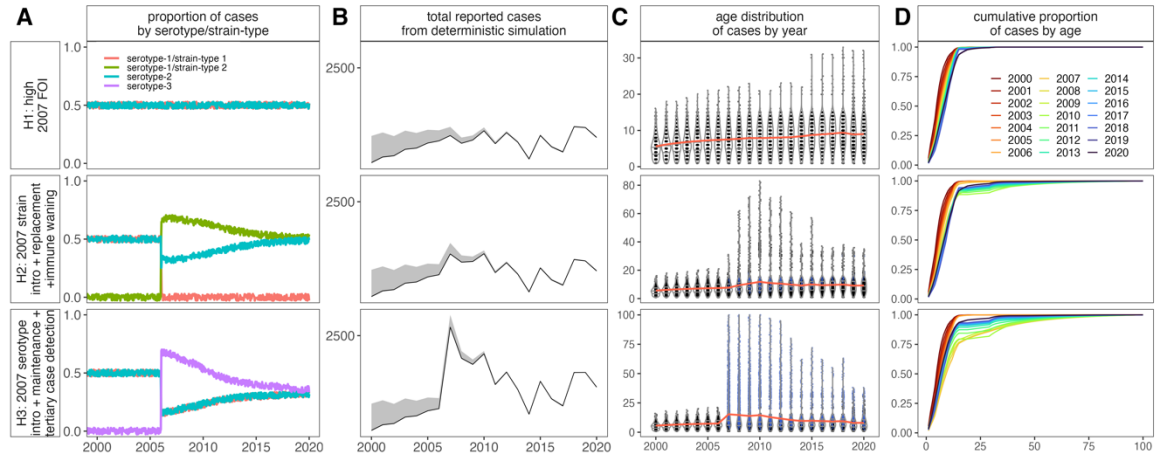 A
proportion of cases
by serotype/strain-type
B
total reported cases
from deterministic simulation
C
age distribution
of cases by year
D
cumulative proportion
of cases by age
H1: high
2007 FOI
1.0
0.5
0.0
serotype-1/strain-type 1
serotype-1/strain-type 2
serotype-2
serotype-3
2500
30
20
10
0
1.00
0.75
0.50
0.25
0.00
2000
2001
2002
2003
2004
2005
2006
2007
2008
2009
2010
2011
2012
2013
2014
2015
2016
2017
2018
2019
2020
H2: 2007 strain
intro + replacement
+immune waning
1.0
0.5
0.0
2500
80
60
40
20
0
1.00
0.75
0.50
0.25
0.00
H3: 2007 serotype
intro + maintenance +
tertiary case detection
1.0
0.5
0.0
2500
100
75
50
25
0
1.00
0.75
0.50
0.25
0.00
2000 2005 2010 2015 2020
2000 2005 2010 2015 2020
2000 2005 2010 2015 2020
0 25 50 75 100